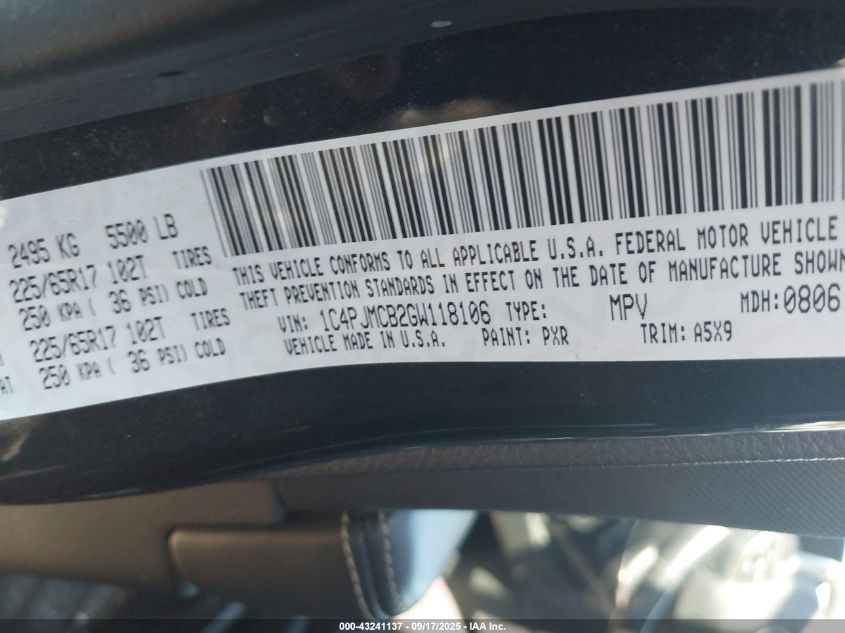 2495 KG 5500 LB
225/65R17 102T TIRES
250 KPA ( 36 PSI) COLD
225/65R17 102T TIRES
250 KPA ( 36 PSI) COLD
THIS VEHICLE CONFORMS TO ALL APPLICABLE U.S.A. FEDERAL MOTOR VEHICLE
THEFT PREVENTION STANDARDS IN EFFECT ON THE DATE OF MANUFACTURE SHOWN
VIN: 1C4PJMCB2GW118106 TYPE: MPV MDH:0806
VEHICLE MADE IN U.S.A. PAINT: PXR TRIM: A5X9
000-43241137 - 09/17/2025 - IAA Inc.